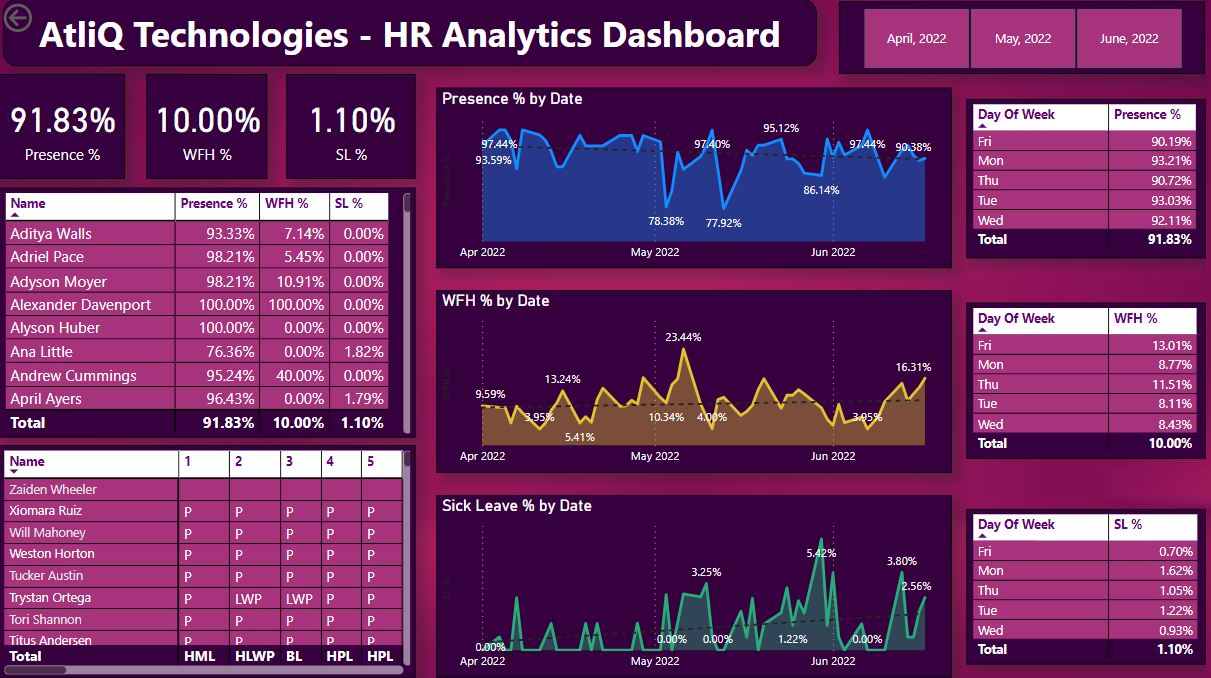 AtliQ Technologies - HR Analytics Dashboard
April, 2022 May, 2022 June, 2022
91.83%
Presence %
10.00%
WFH %
1.10%
SL %
Name Presence % WFH % SL %
Aditya Walls 93.33% 7.14% 0.00%
Adriel Pace 98.21% 5.45% 0.00%
Adyson Moyer 98.21% 10.91% 0.00%
Alexander Davenport 100.00% 100.00% 0.00%
Alyson Huber 100.00% 0.00% 0.00%
Ana Little 76.36% 0.00% 1.82%
Andrew Cummings 95.24% 40.00% 0.00%
April Ayers 96.43% 0.00% 1.79%
Total 91.83% 10.00% 1.10%
Name 1 2 3 4 5
Zaiden Wheeler
Xiomara Ruiz P P P P P
Will Mahoney P P P P P
Weston Horton P P P P P
Tucker Austin P P P P P
Trystan Ortega P LWP LWP P P
Tori Shannon P P P P P
Titus Andersen P P P P P
Total HML HLWP BL HPL HPL
Presence % by Date
Presence %
97.44%
93.59%
78.38%
97.40%
77.92%
95.12%
86.14%
97.44%
90.38%
Apr 2022 May 2022 Jun 2022
WFH % by Date
WFH %
9.59%
3.95%
13.24%
5.41%
10.34%
23.44%
4.00%
3.95%
16.31%
Apr 2022 May 2022 Jun 2022
Sick Leave % by Date
SL %
0.00%
0.00%
3.25%
0.00%
1.22%
5.42%
0.00%
3.80%
2.56%
Apr 2022 May 2022 Jun 2022
Day Of Week Presence %
Fri 90.19%
Mon 93.21%
Thu 90.72%
Tue 93.03%
Wed 92.11%
Total 91.83%
Day Of Week WFH %
Fri 13.01%
Mon 8.77%
Thu 11.51%
Tue 8.11%
Wed 8.43%
Total 10.00%
Day Of Week SL %
Fri 0.70%
Mon 1.62%
Thu 1.05%
Tue 1.22%
Wed 0.93%
Total 1.10%